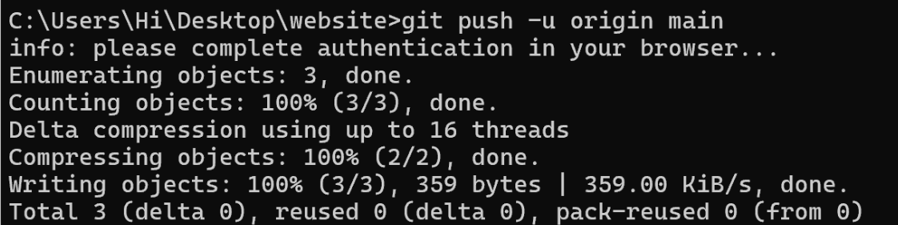 C:\Users\Hi\Desktop\website>git push -u origin main
info: please complete authentication in your browser...
Enumerating objects: 3, done.
Counting objects: 100% (3/3), done.
Delta compression using up to 16 threads
Compressing objects: 100% (2/2), done.
Writing objects: 100% (3/3), 359 bytes | 359.00 KiB/s, done.
Total 3 (delta 0), reused 0 (delta 0), pack-reused 0 (from 0)